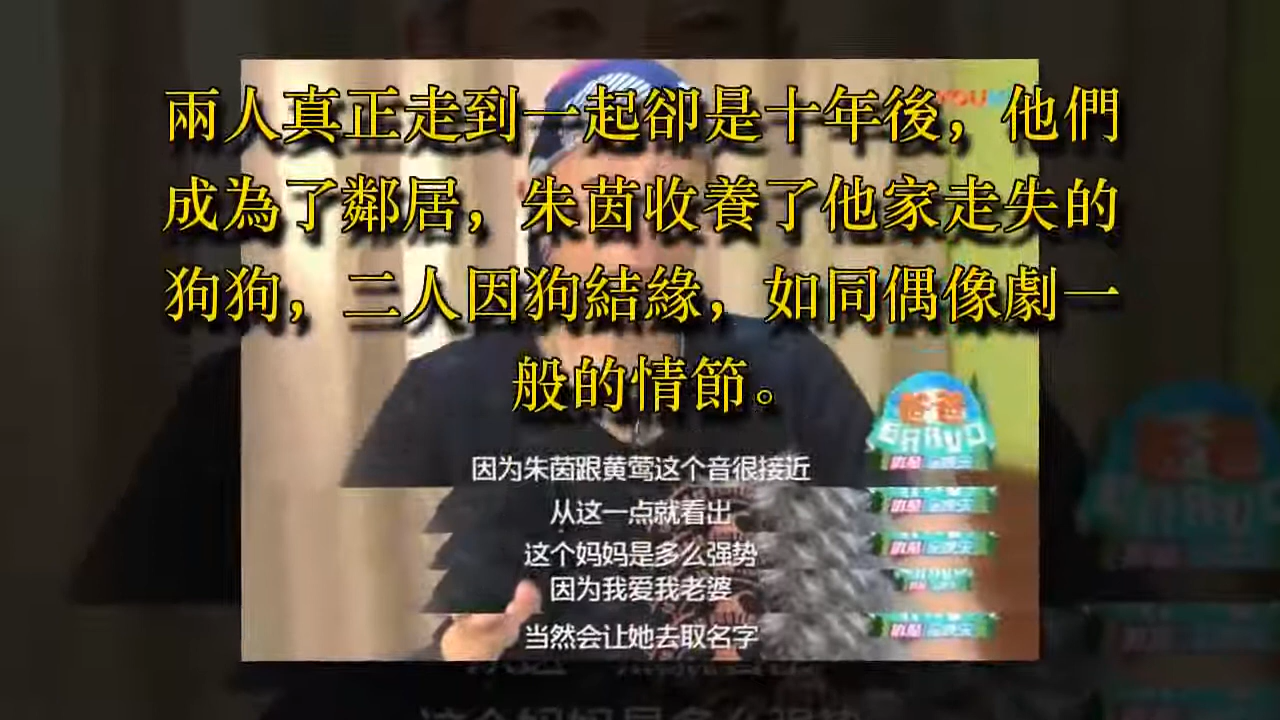 兩人真正走到一起卻是十年後，他們
成為了鄰居，朱茵收養了他家走失的
狗狗，二人因狗結緣，如同偶像劇一
般的情節。
因为朱茵跟黄莺这个音很接近
从这一点就看出
这个妈妈是多么强势
因为我爱我老婆
当然会让她去取名字